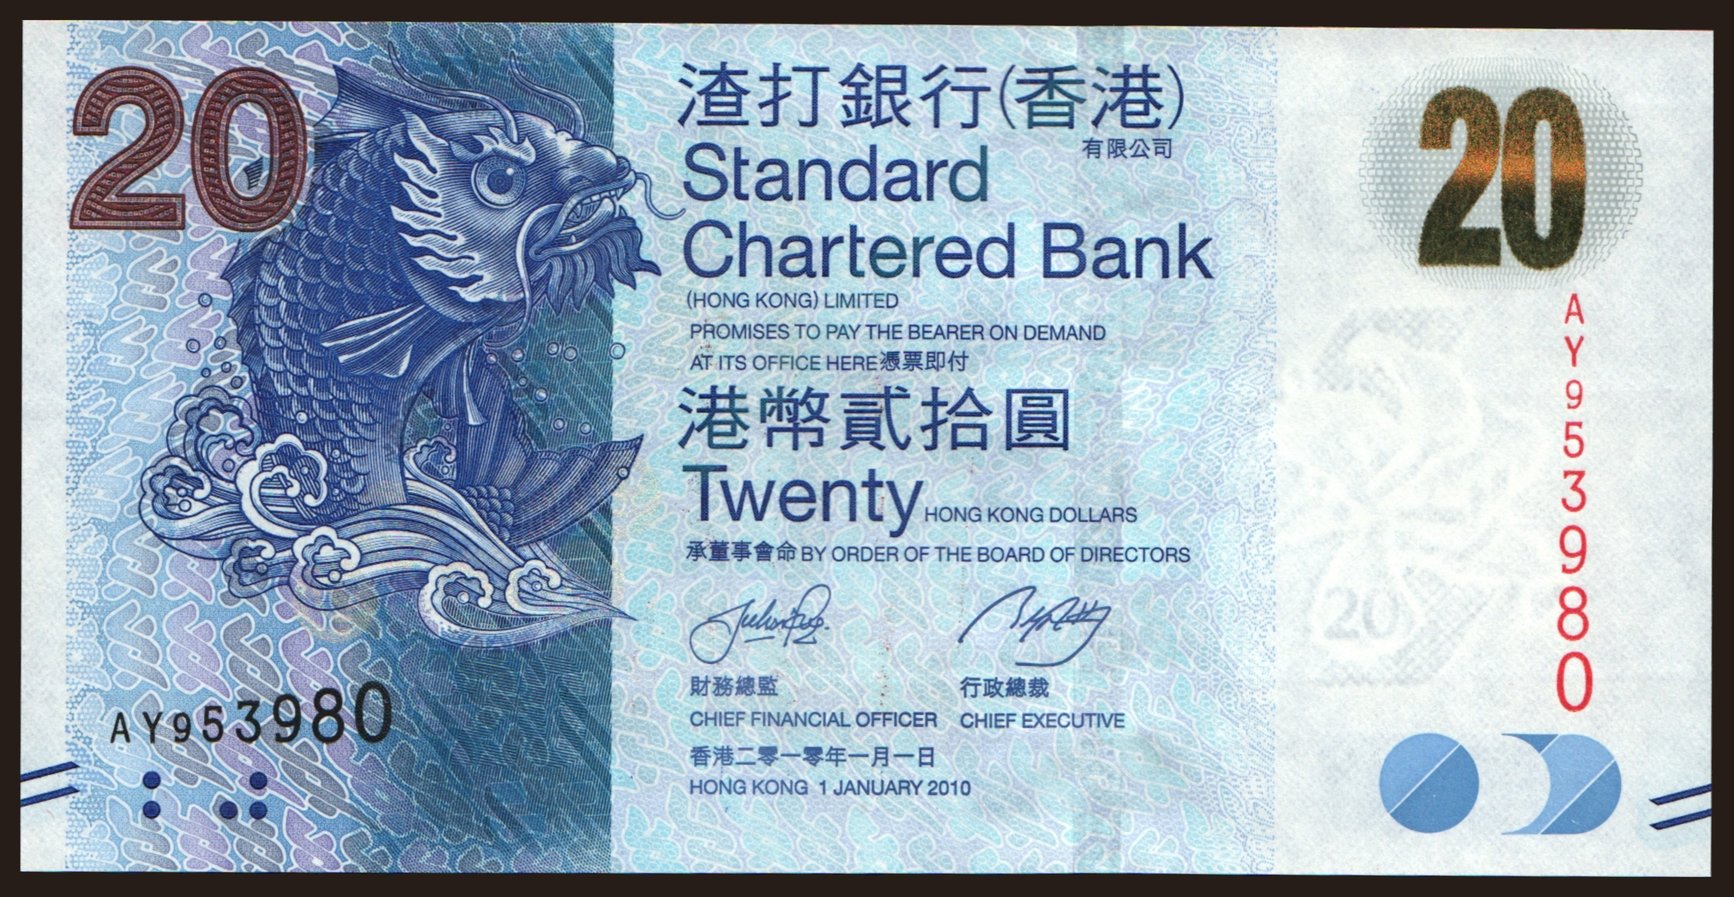 20
渣打銀行(香港)
有限公司
Standard
Chartered Bank
(HONG KONG) LIMITED
PROMISES TO PAY THE BEARER ON DEMAND
AT ITS OFFICE HERE憑票即付
港幣貳拾圓
Twenty HONG KONG DOLLARS
承董事會命 BY ORDER OF THE BOARD OF DIRECTORS
財務總監
CHIEF FINANCIAL OFFICER
行政總裁
CHIEF EXECUTIVE
香港二零一零年一月一日
HONG KONG 1 JANUARY 2010
AY953980
20
AY953980
20